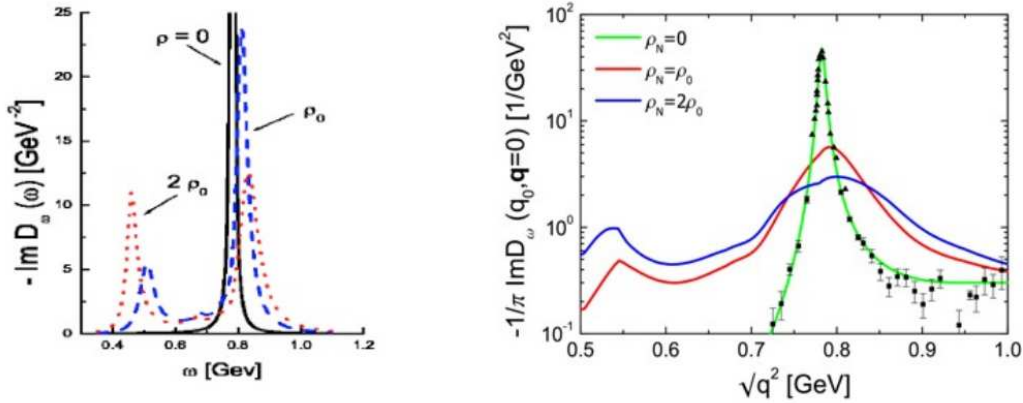 25
20
15
10
5
0
0.4
0.6
0.8
1.0
1.2
- Im D_ω (ω) [GeV⁻²]
ω [Gev]
ρ = 0
ρ₀
2 ρ₀
10²
10¹
10⁰
10⁻¹
0.5
0.6
0.7
0.8
0.9
1.0
-1/π ImD_ω (q₀,q=0) [1/GeV²]
√q² [GeV]
ρ_N=0
ρ_N=ρ₀
ρ_N=2ρ₀